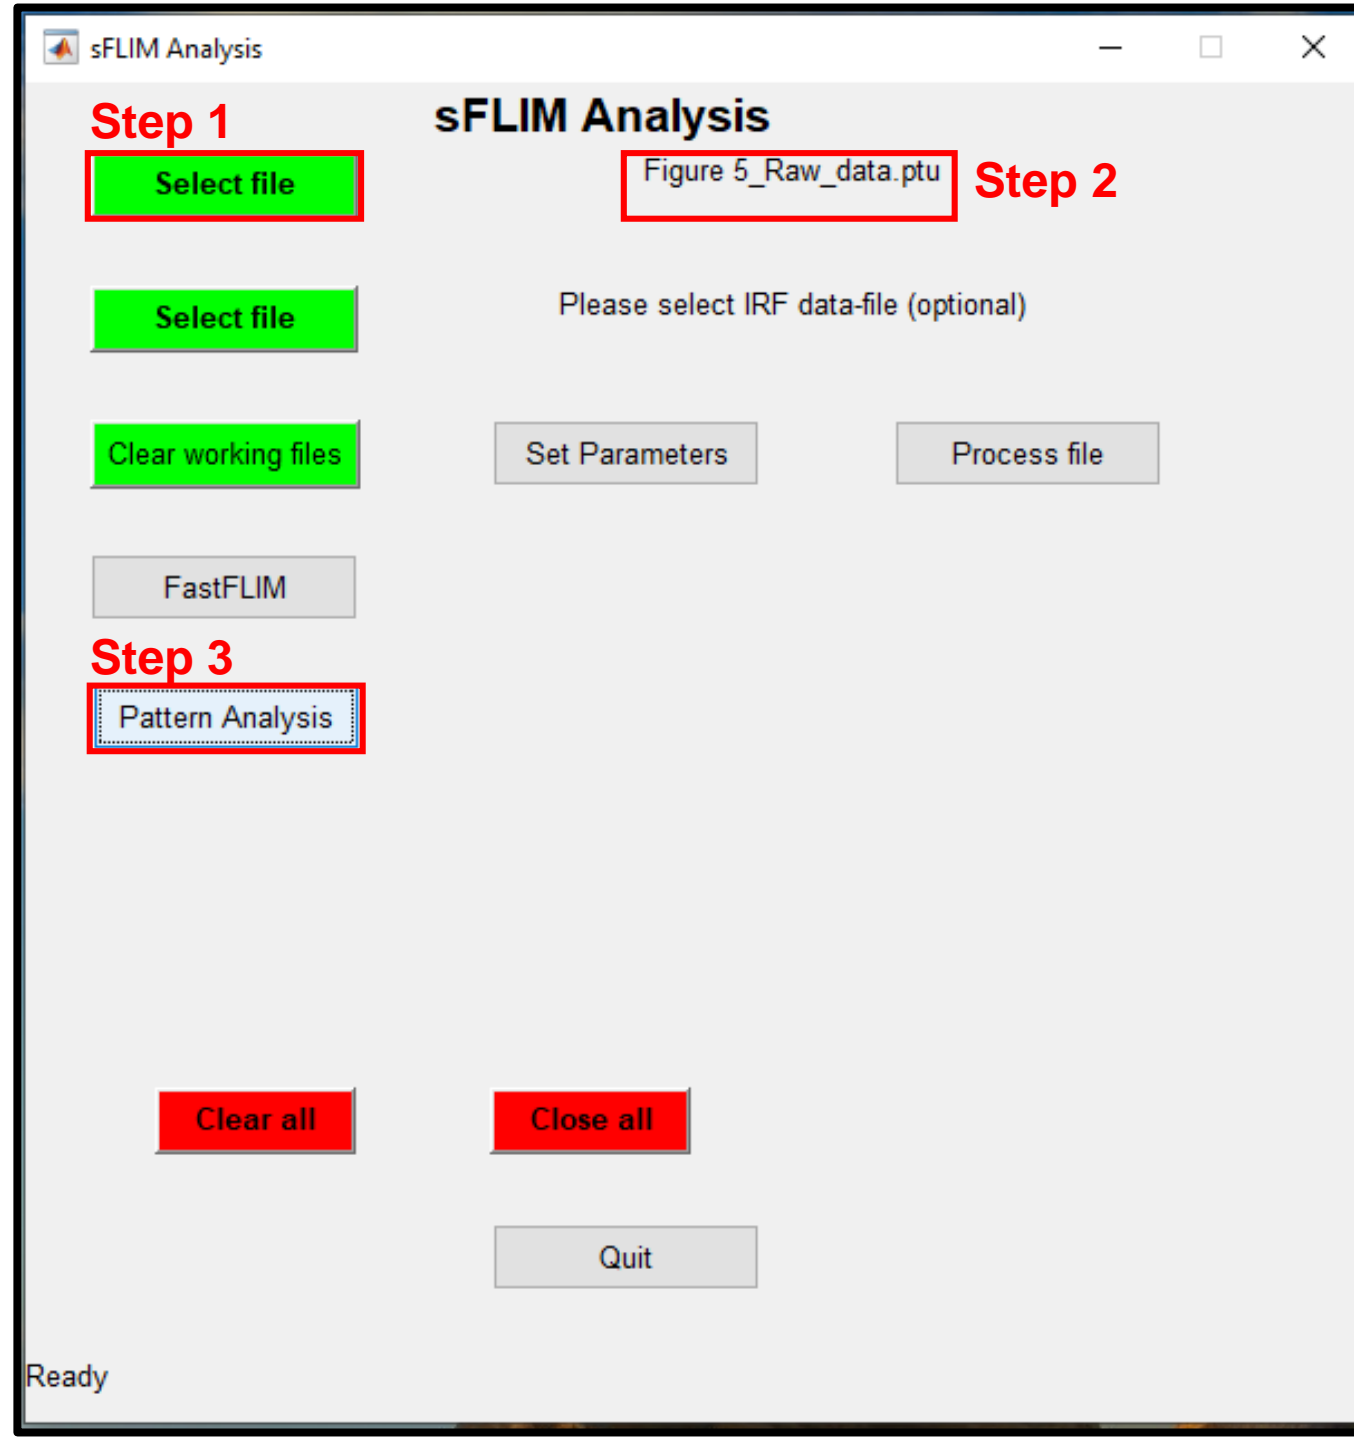 sFLIM Analysis
Step 1
sFLIM Analysis
Select file
Figure 5_Raw_data.ptu
Step 2
Select file
Please select IRF data-file (optional)
Clear working files
Set Parameters
Process file
FastFLIM
Step 3
Pattern Analysis
Clear all
Close all
Quit
Ready